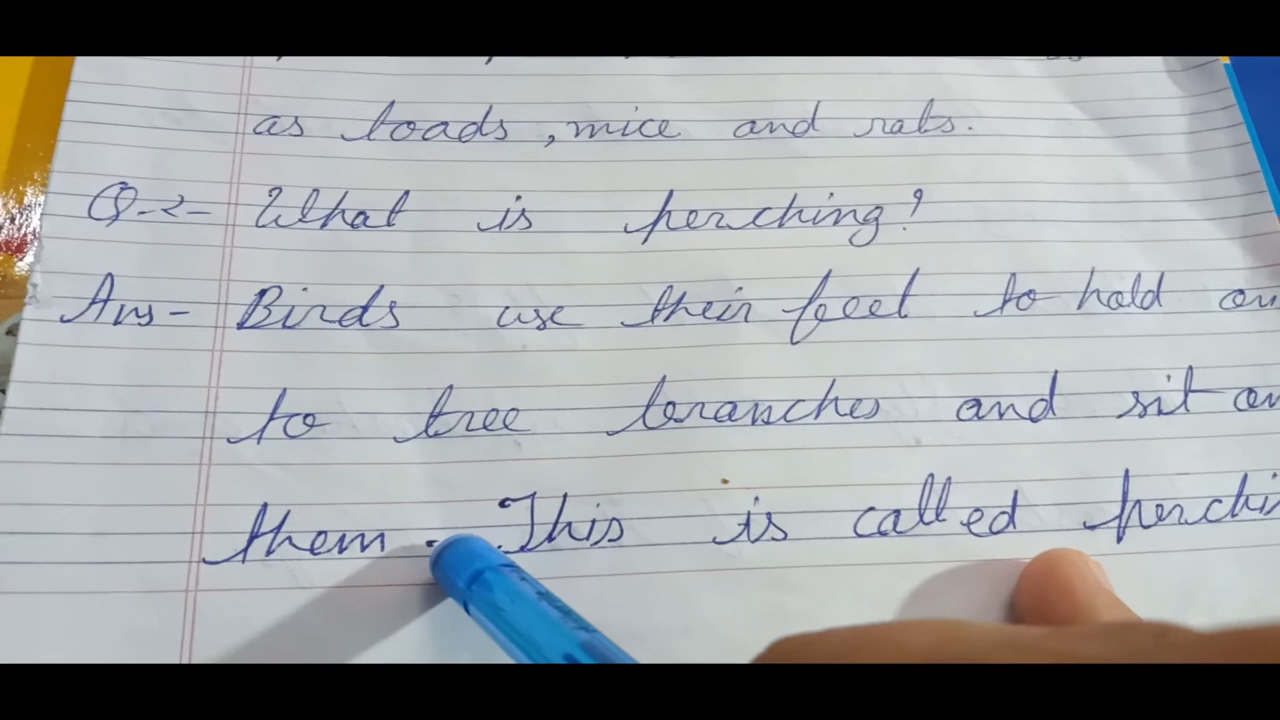 as toads, mice and rats.
Q-2- What is perching?
Ans- Birds use their feet to hold on
to tree branches and sit on
them. This is called perchi